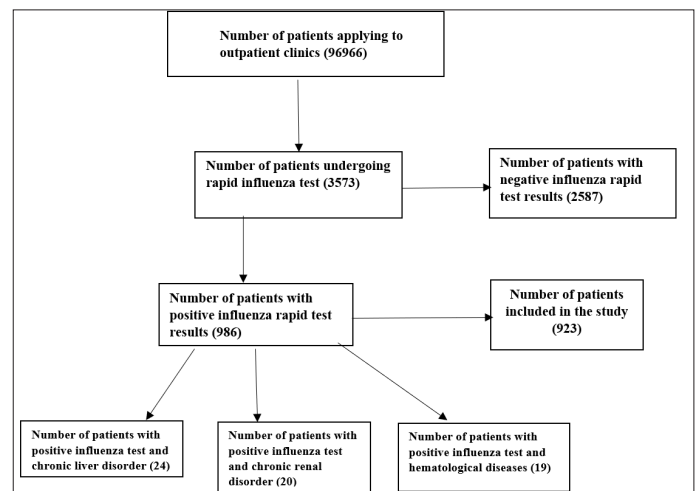 Number of patients applying to
outpatient clinics (96966)
Number of patients undergoing
rapid influenza test (3573)
Number of patients with
negative influenza rapid
test results (2587)
Number of patients with
positive influenza rapid test
results (986)
Number of patients
included in the study
(923)
Number of patients with
positive influenza test and
chronic liver disorder (24)
Number of patients with
positive influenza test
and chronic renal
disorder (20)
Number of patients with
positive influenza test and
hematological diseases (19)